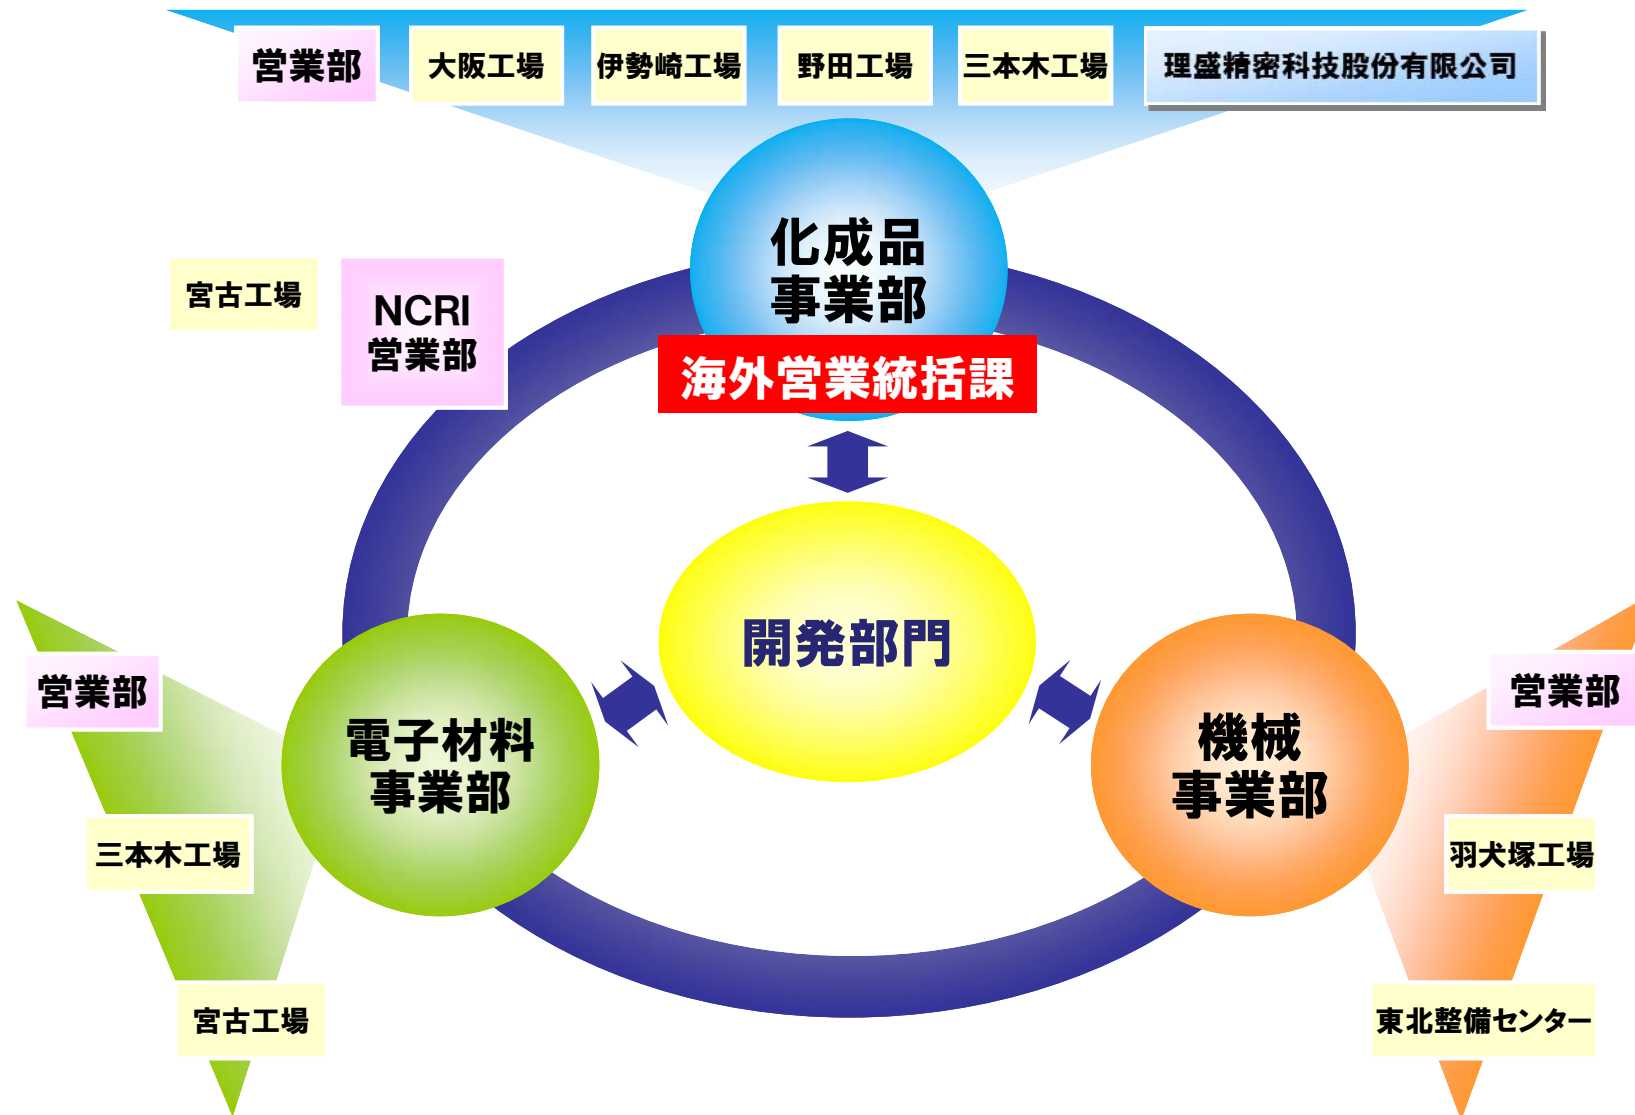 営業部
大阪工場
伊勢崎工場
野田工場
三本木工場
理盛精密科技股份有限公司
化成品
事業部
海外営業統括課
宮古工場
NCRI
営業部
開発部門
電子材料
事業部
営業部
三本木工場
宮古工場
機械
事業部
営業部
羽犬塚工場
東北整備センター